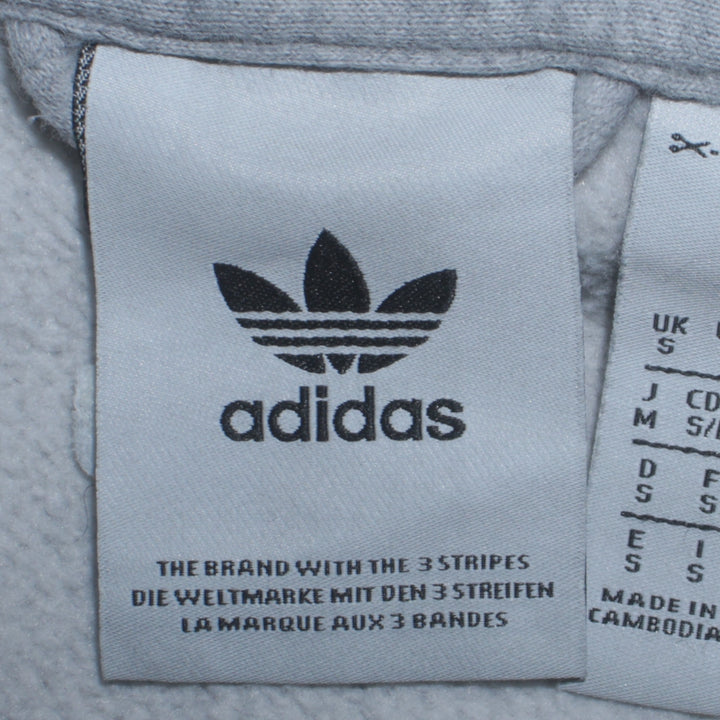 adidas
THE BRAND WITH THE 3 STRIPES
DIE WELTMARKE MIT DEN 3 STREIFEN
LA MARQUE AUX 3 BANDES
UK
S
J CDN
M
D F
S S
E I
S S
MADE IN
CAMBODIA